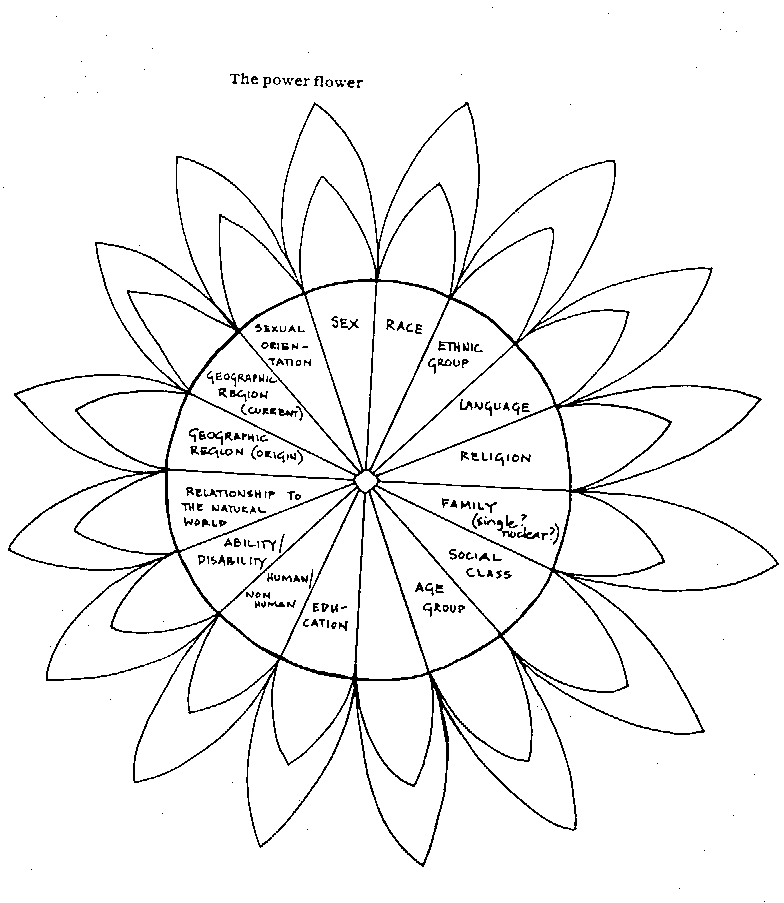 The power flower
SEX
RACE
ETHNIC
GROUP
LANGUAGE
RELIGION
FAMILY
(single?
nuclear?)
SOCIAL
CLASS
AGE
GROUP
EDU-
CATION
HUMAN/
NON
HUMAN
ABILITY/
DISABILITY
RELATIONSHIP TO
THE NATURAL
WORLD
GEOGRAPHIC
REGION (ORIGIN)
GEOGRAPHIC
REGION
(CURRENT)
SEXUAL
ORIEN-
TATION